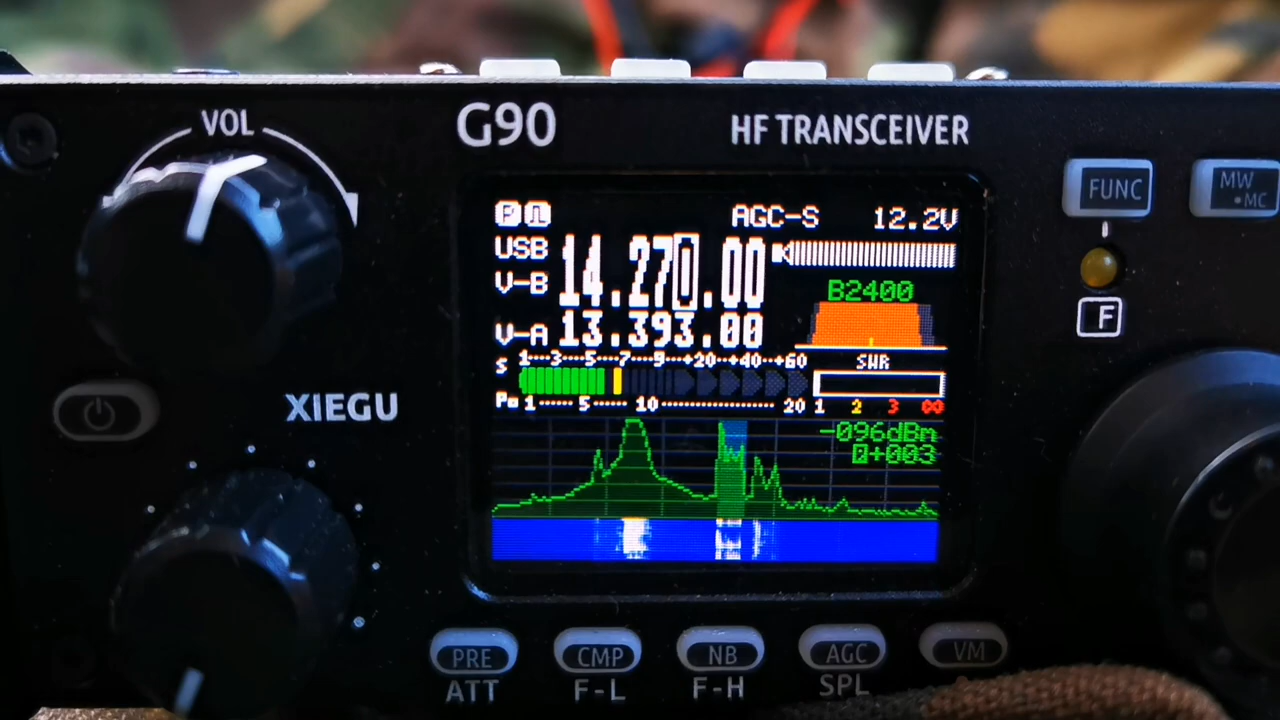 VOL
G90
HF TRANSCEIVER
FUNC
MW
•MC
P
AGC-S 12.2V
USB 14.270.00
V-B
B2400
V-A 13.393.00
F
S 1---3---5---7---9---+20--+40--+60
SWR
Po 1------5------10---------------20
1 2 3 ∞
XIEGU
-096dBm
0+003
PRE CMP NB AGC VM
ATT F-L F-H SPL